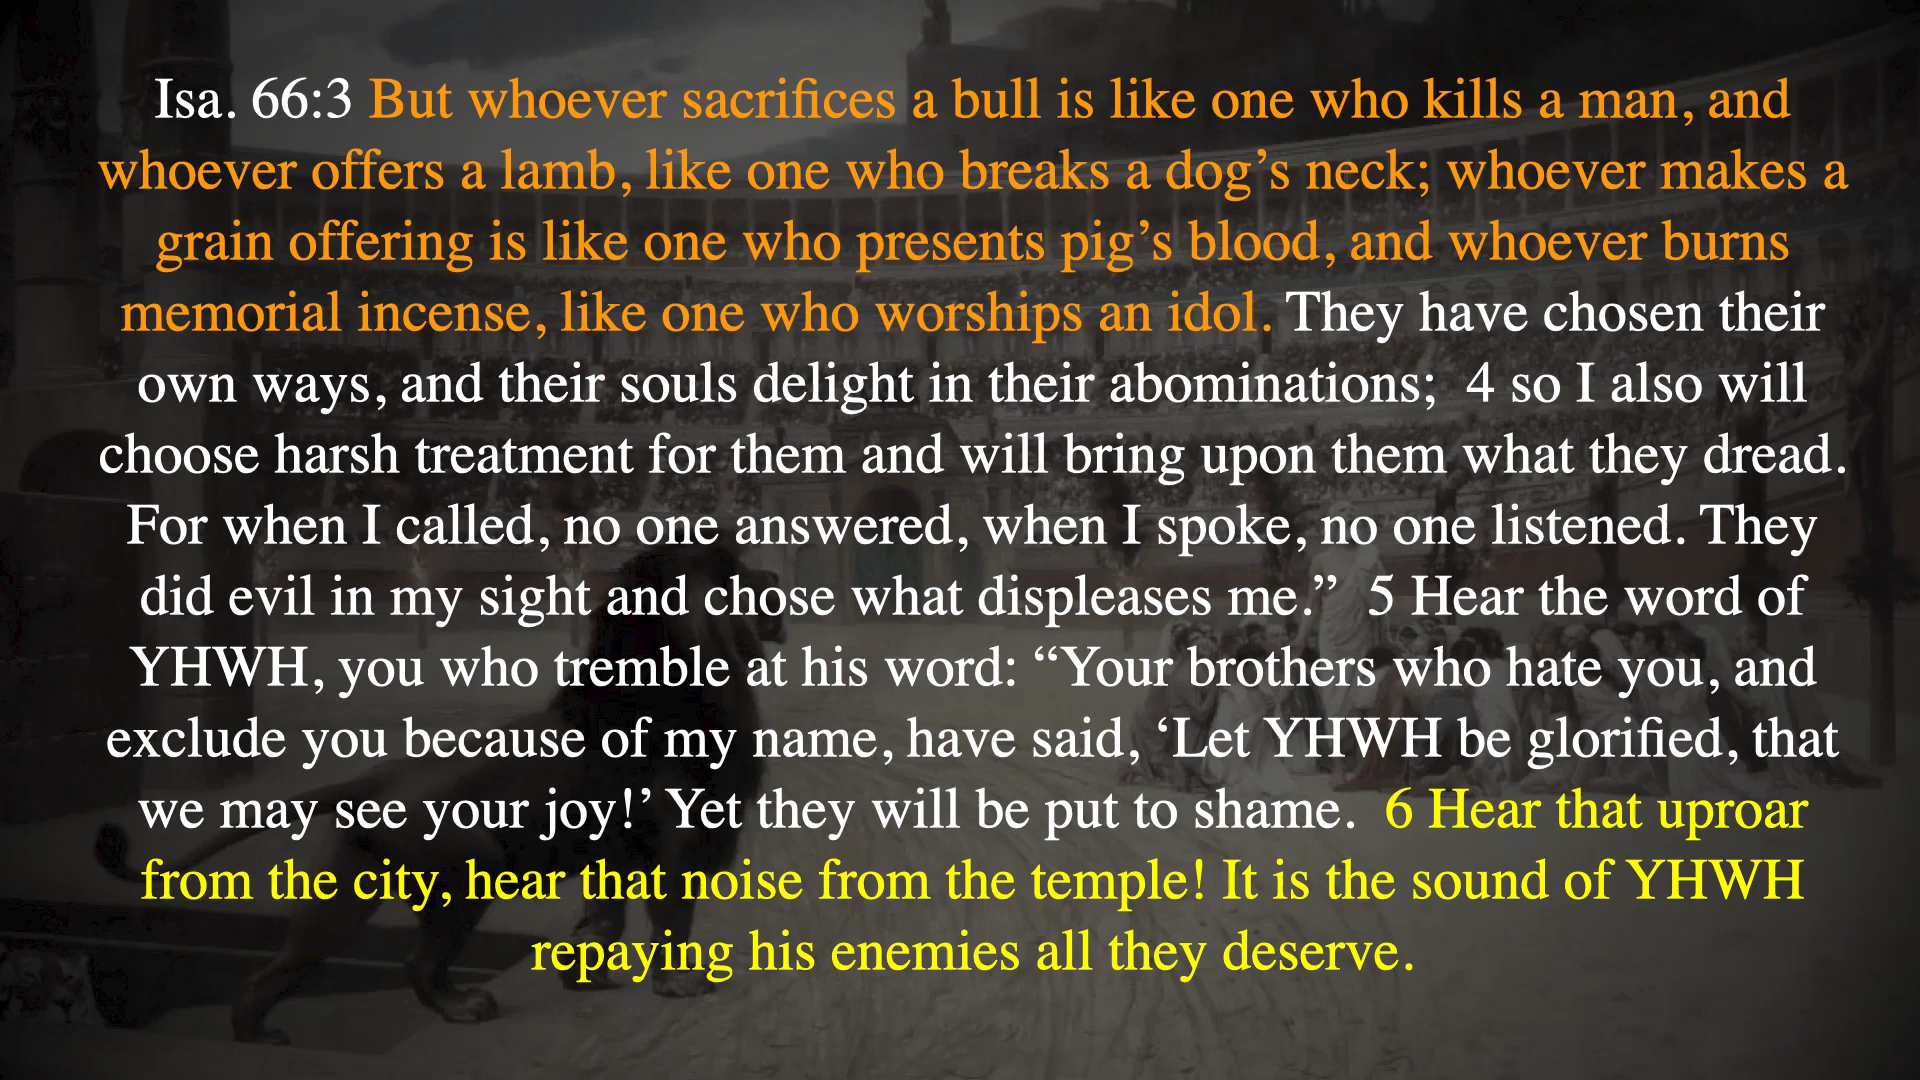 Isa. 66:3 But whoever sacrifices a bull is like one who kills a man, and
whoever offers a lamb, like one who breaks a dog’s neck; whoever makes a
grain offering is like one who presents pig’s blood, and whoever burns
memorial incense, like one who worships an idol. They have chosen their
own ways, and their souls delight in their abominations;  4 so I also will
choose harsh treatment for them and will bring upon them what they dread.
For when I called, no one answered, when I spoke, no one listened. They
did evil in my sight and chose what displeases me.”  5 Hear the word of
YHWH, you who tremble at his word: “Your brothers who hate you, and
exclude you because of my name, have said, ‘Let YHWH be glorified, that
we may see your joy!’ Yet they will be put to shame.  6 Hear that uproar
from the city, hear that noise from the temple! It is the sound of YHWH
repaying his enemies all they deserve.